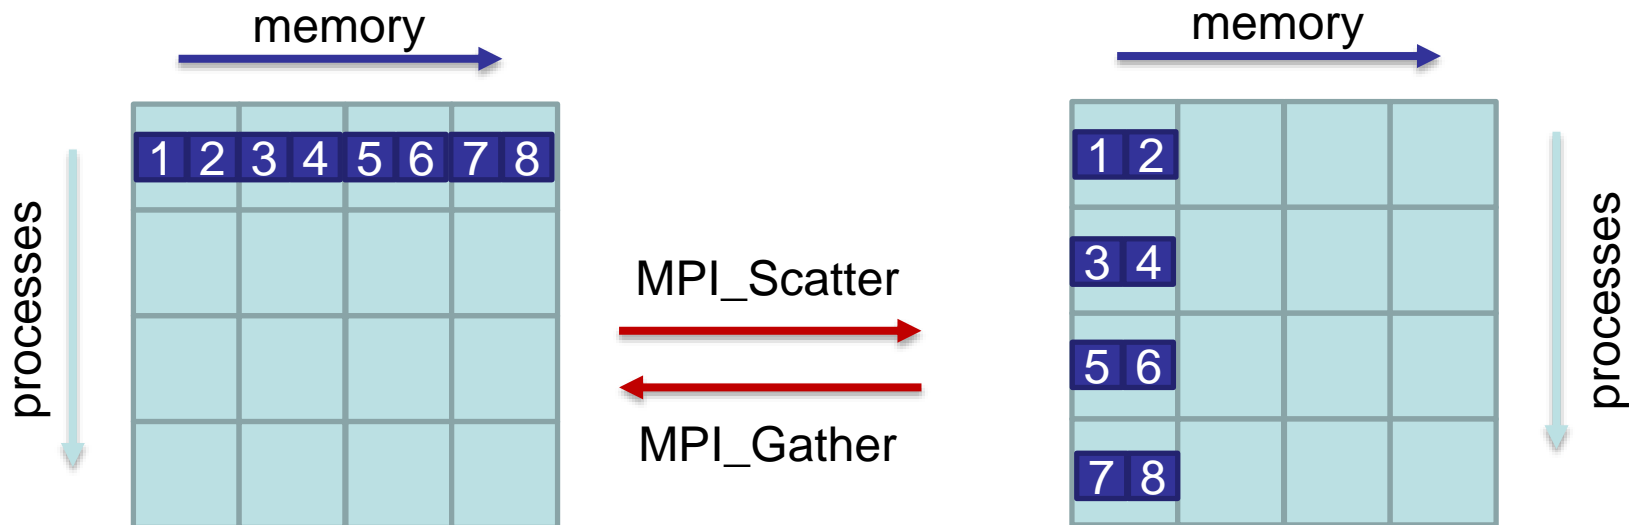 memory
processes
1 2 3 4 5 6 7 8
MPI_Scatter
MPI_Gather
memory
processes
1 2
3 4
5 6
7 8